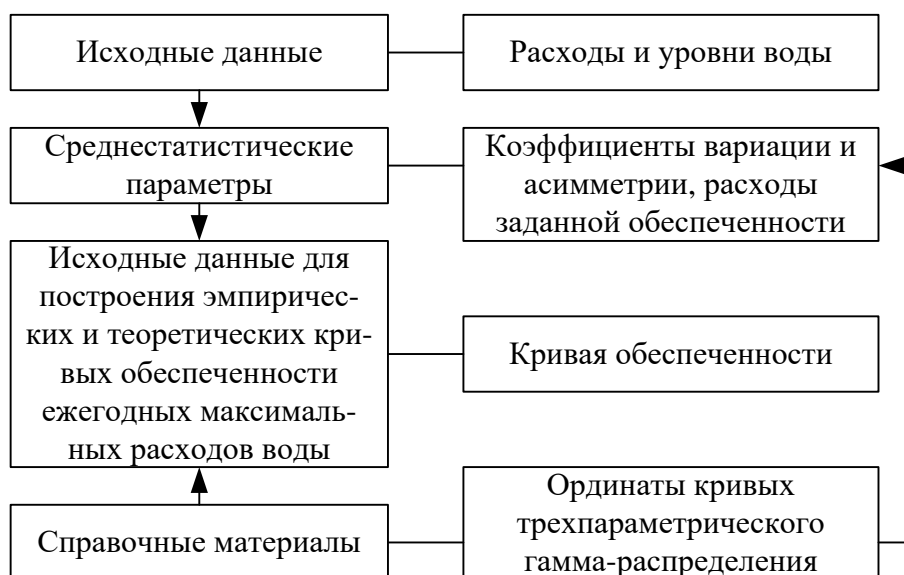 Исходные данные
Расходы и уровни воды
Среднестатистические
параметры
Коэффициенты вариации и
асимметрии, расходы
заданной обеспеченности
Исходные данные для
построения эмпиричес-
ких и теоретических кри-
вых обеспеченности
ежегодных максималь-
ных расходов воды
Кривая обеспеченности
Справочные материалы
Ординаты кривых
трехпараметрического
гамма-распределения